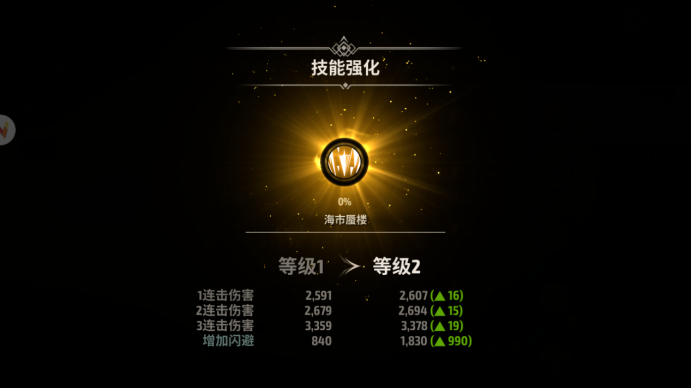 技能强化
0%
海市蜃楼
等级1 等级2
1连击伤害 2,591 2,607 (▲ 16)
2连击伤害 2,679 2,694 (▲ 15)
3连击伤害 3,359 3,378 (▲ 19)
增加闪避 840 1,830 (▲ 990)